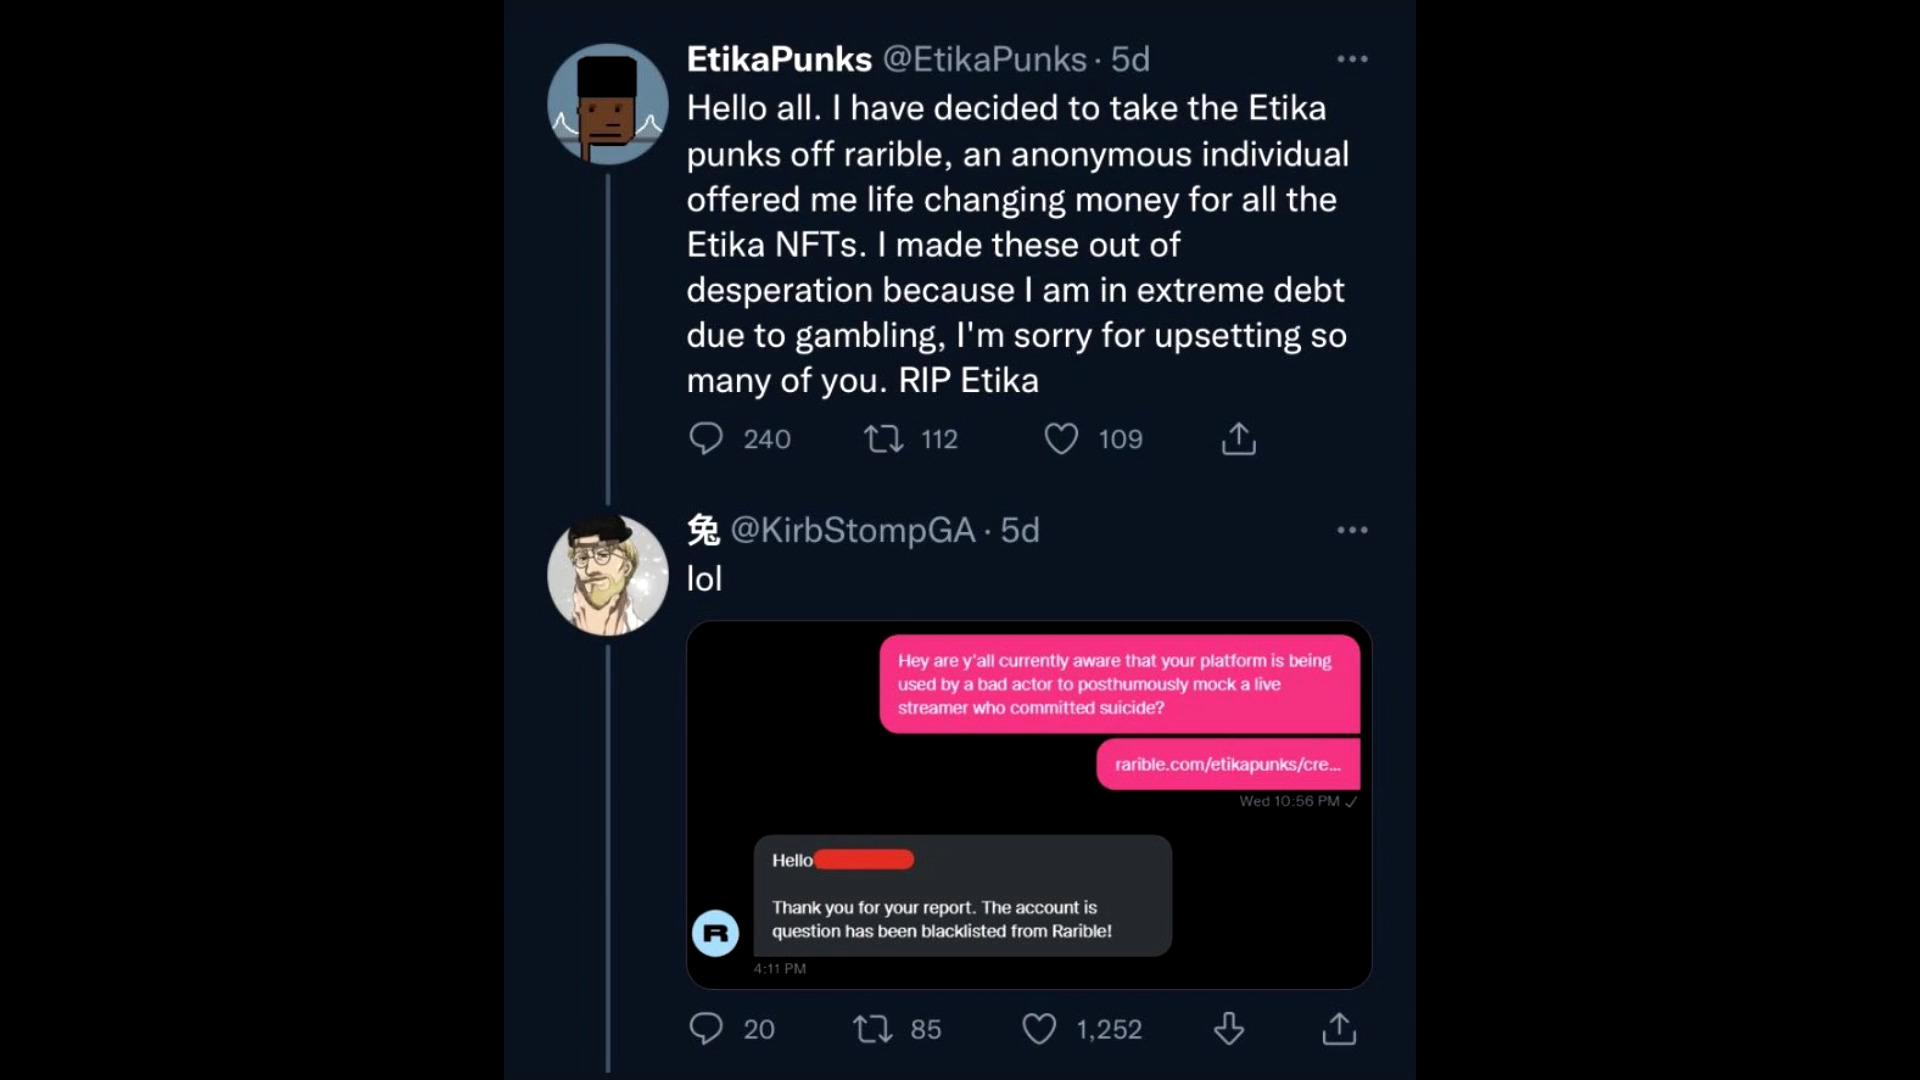 EtikaPunks @EtikaPunks · 5d
Hello all. I have decided to take the Etika
punks off rarible, an anonymous individual
offered me life changing money for all the
Etika NFTs. I made these out of
desperation because I am in extreme debt
due to gambling, I'm sorry for upsetting so
many of you. RIP Etika
240 112 109
兔 @KirbStompGA · 5d
lol
Hey are y'all currently aware that your platform is being
used by a bad actor to posthumously mock a live
streamer who committed suicide?
rarible.com/etikapunks/cre...
Wed 10:56 PM ✓
Hello
Thank you for your report. The account is
question has been blacklisted from Rarible!
R
4:11 PM
20 85 1,252